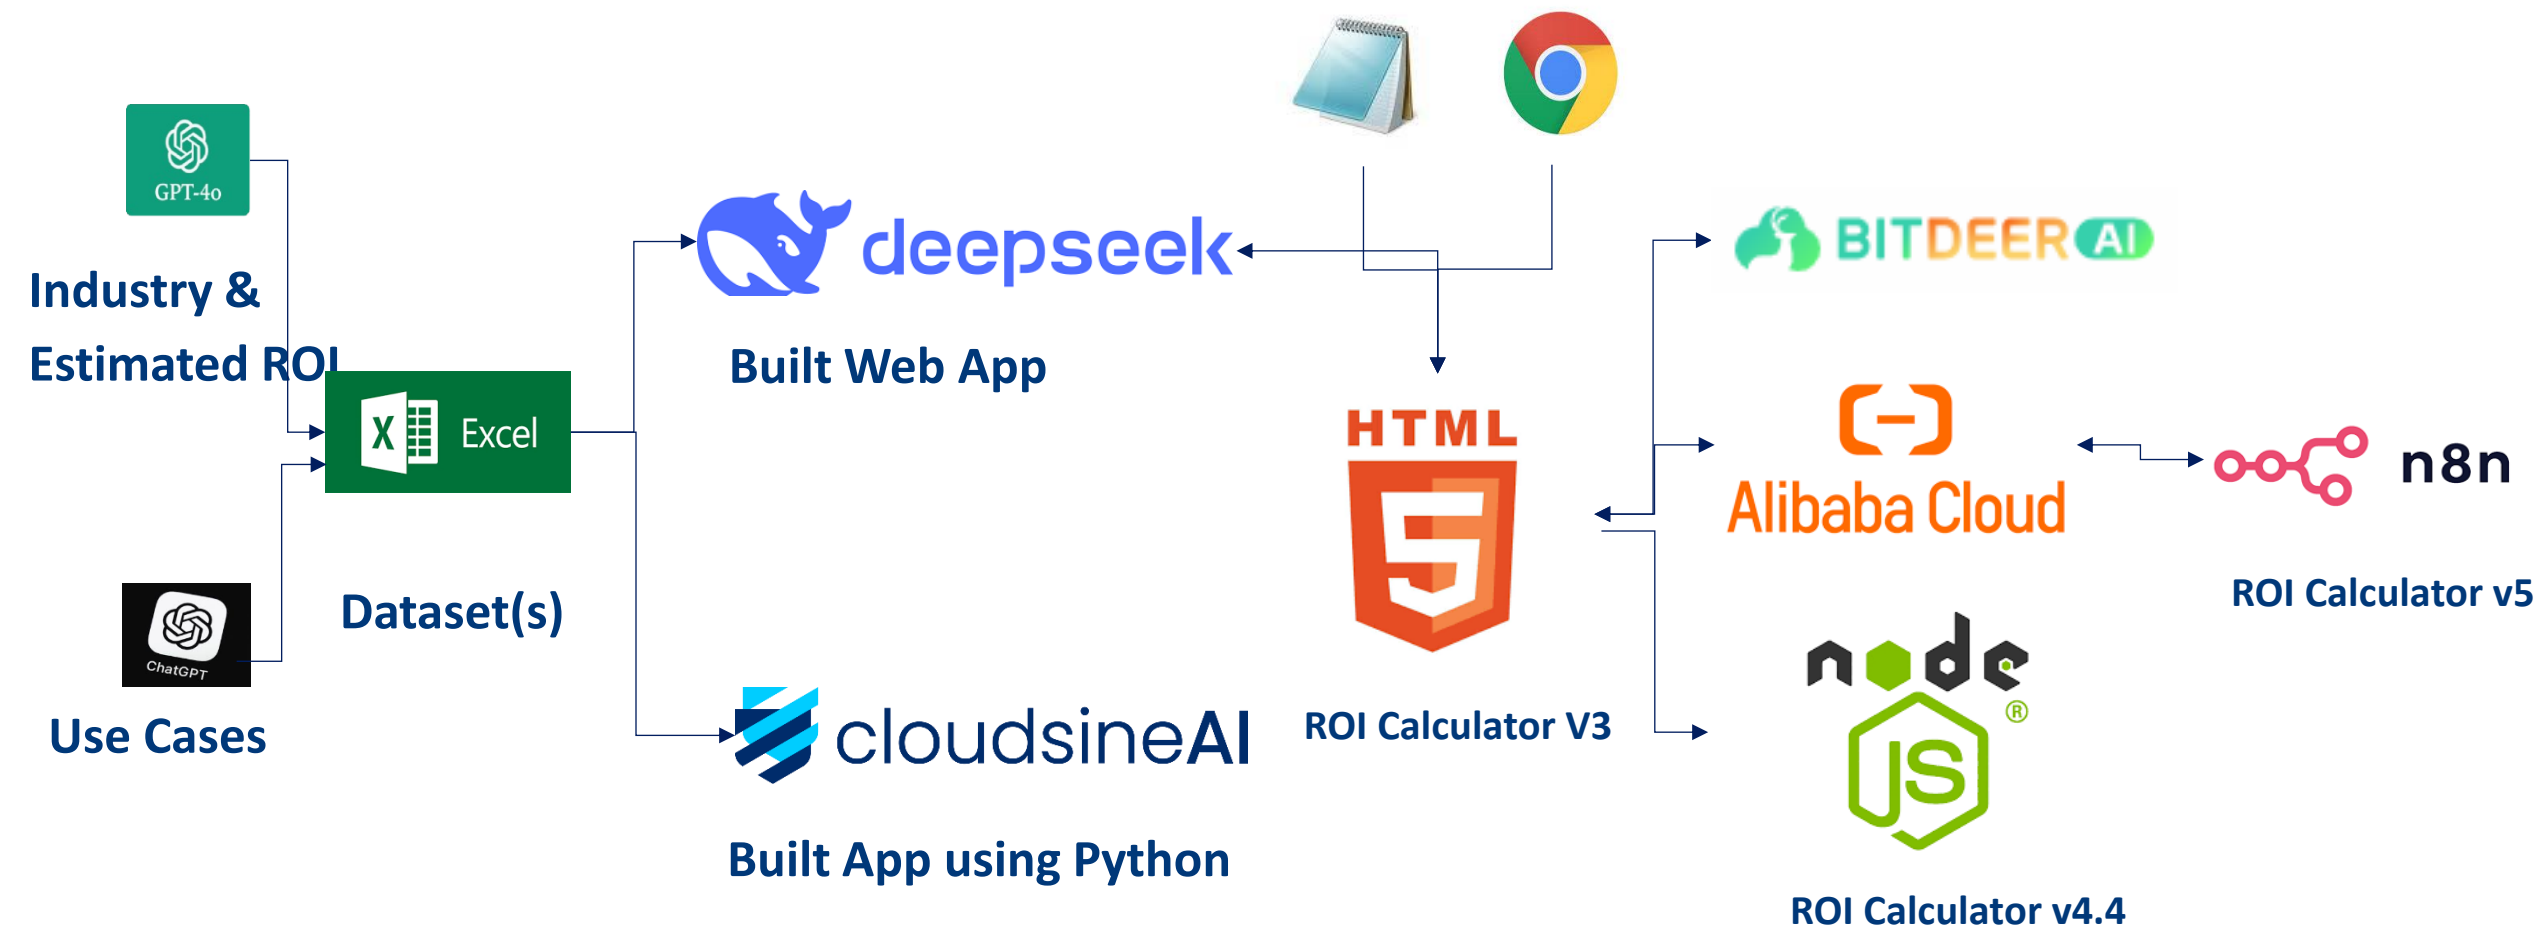 GPT-4o
Industry &
Estimated ROI
X Excel
Dataset(s)
ChatGPT
Use Cases
deepseek
Built Web App
cloudsineAI
Built App using Python
HTML
5
ROI Calculator V3
BITDEER AI
Alibaba Cloud
n8n
ROI Calculator v5
node
JS
®
ROI Calculator v4.4